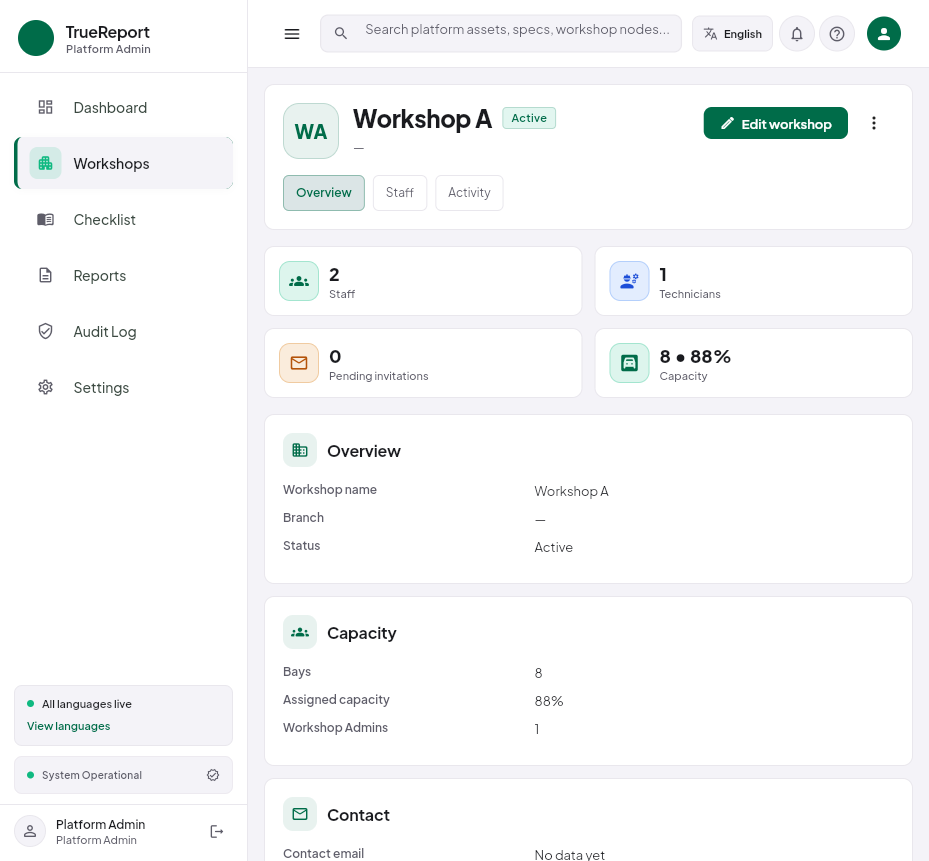 TrueReport
Platform Admin
Dashboard
Workshops
Checklist
Reports
Audit Log
Settings
All languages live
View languages
System Operational
Platform Admin
Platform Admin
Search platform assets, specs, workshop nodes...
English
WA
Workshop A
Active
—
Edit workshop
Overview
Staff
Activity
2
Staff
1
Technicians
0
Pending invitations
8 • 88%
Capacity
Overview
Workshop name
Workshop A
Branch
—
Status
Active
Capacity
Bays
8
Assigned capacity
88%
Workshop Admins
1
Contact
Contact email
No data yet